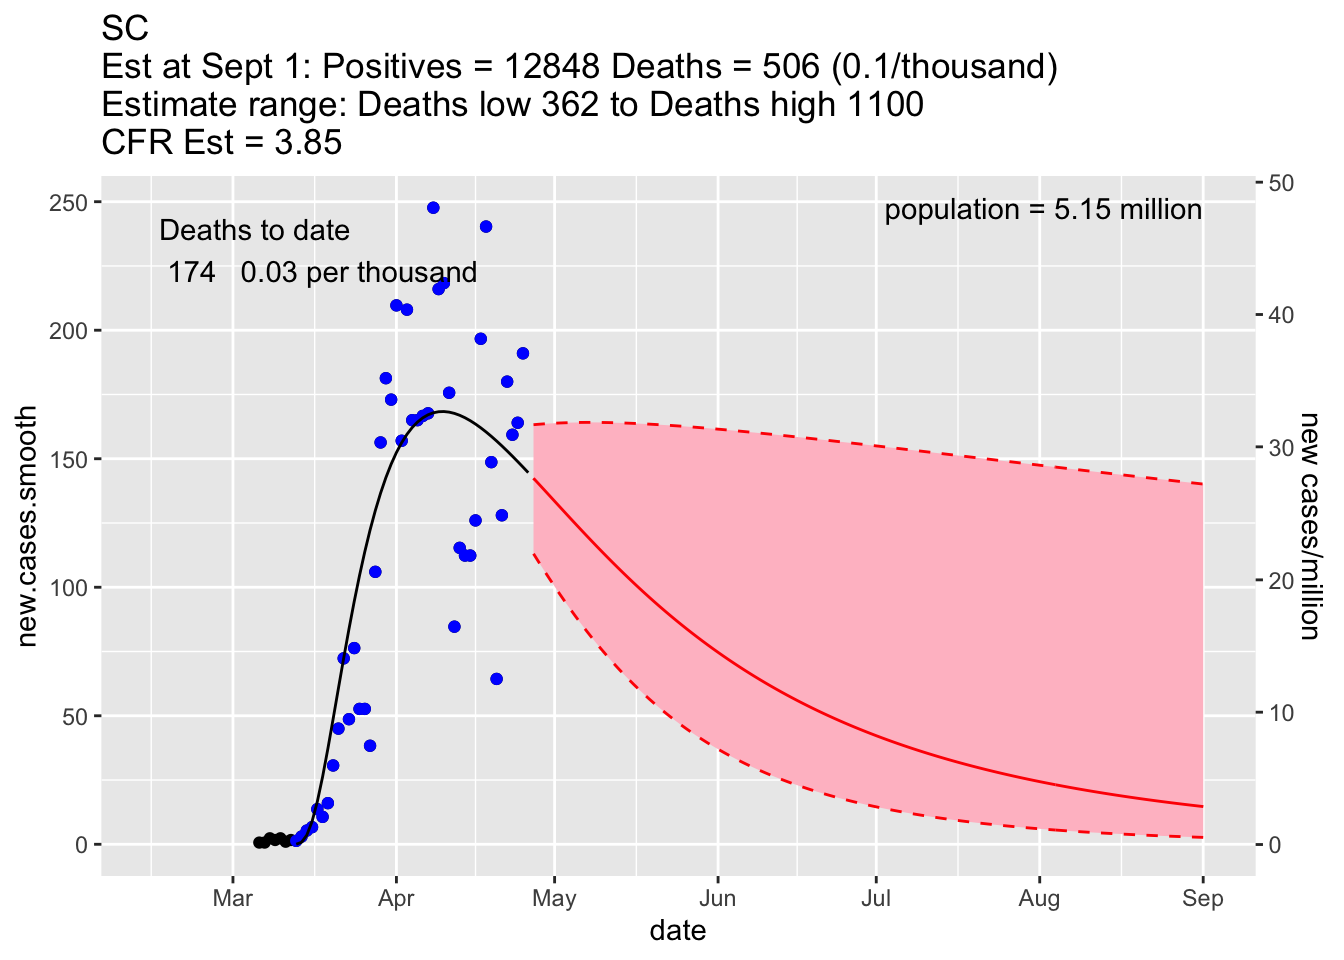 SC
Est at Sept 1: Positives = 12848 Deaths = 506 (0.1/thousand)
Estimate range: Deaths low 362 to Deaths high 1100
CFR Est = 3.85
Deaths to date
174 0.03 per thousand
population = 5.15 million
250
200
150
100
50
0
new.cases.smooth
50
40
30
20
10
0
new cases/million
Mar Apr May Jun Jul Aug Sep
date